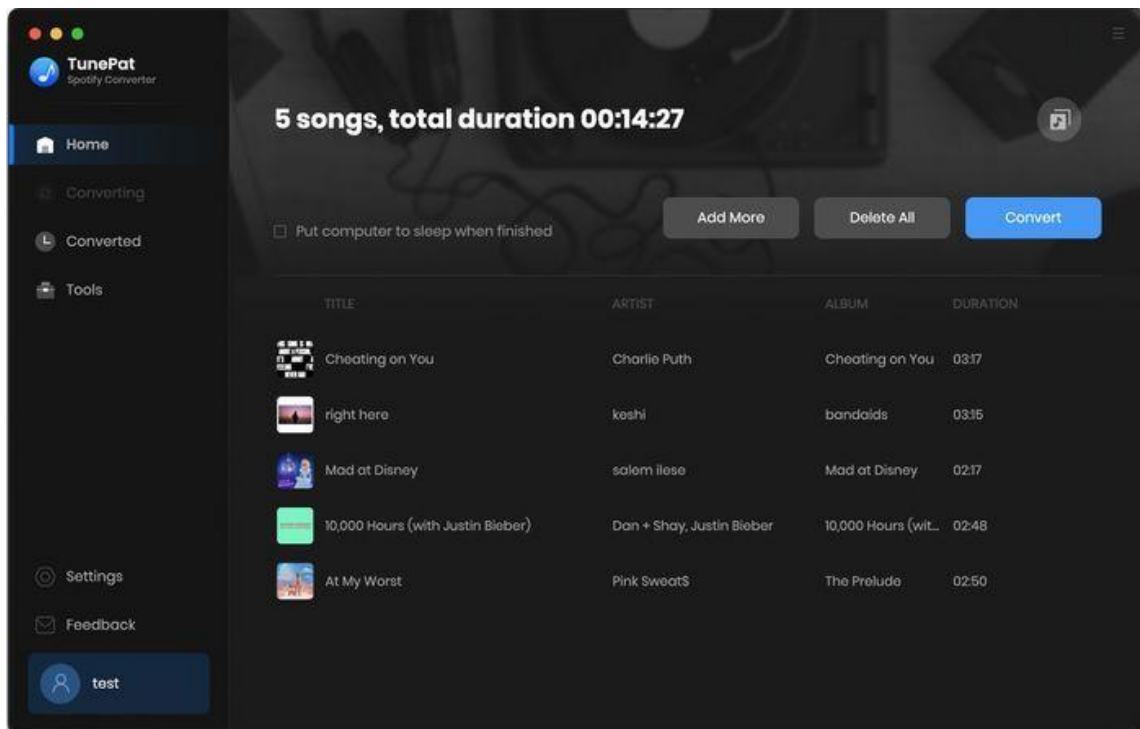 TunePat
Spotify Converter
Home
Converting
Converted
Tools
Settings
Feedback
test
5 songs, total duration 00:14:27
Put computer to sleep when finished
Add More
Delete All
Convert
TITLE ARTIST ALBUM DURATION
Cheating on You Charlie Puth Cheating on You 03:17
right here keshi bandaids 03:15
Mad at Disney salem ilese Mad at Disney 02:17
10,000 Hours (with Justin Bieber) Dan + Shay, Justin Bieber 10,000 Hours (wit... 02:48
At My Worst Pink Sweat$ The Prelude 02:50